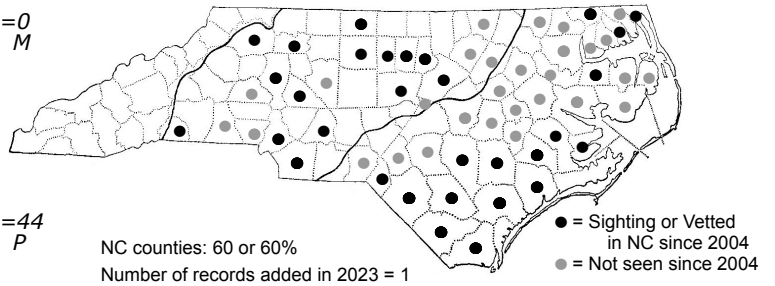 =0
M
=44
P
NC counties: 60 or 60%
Number of records added in 2023 = 1
= Sighting or Vetted
in NC since 2004
= Not seen since 2004